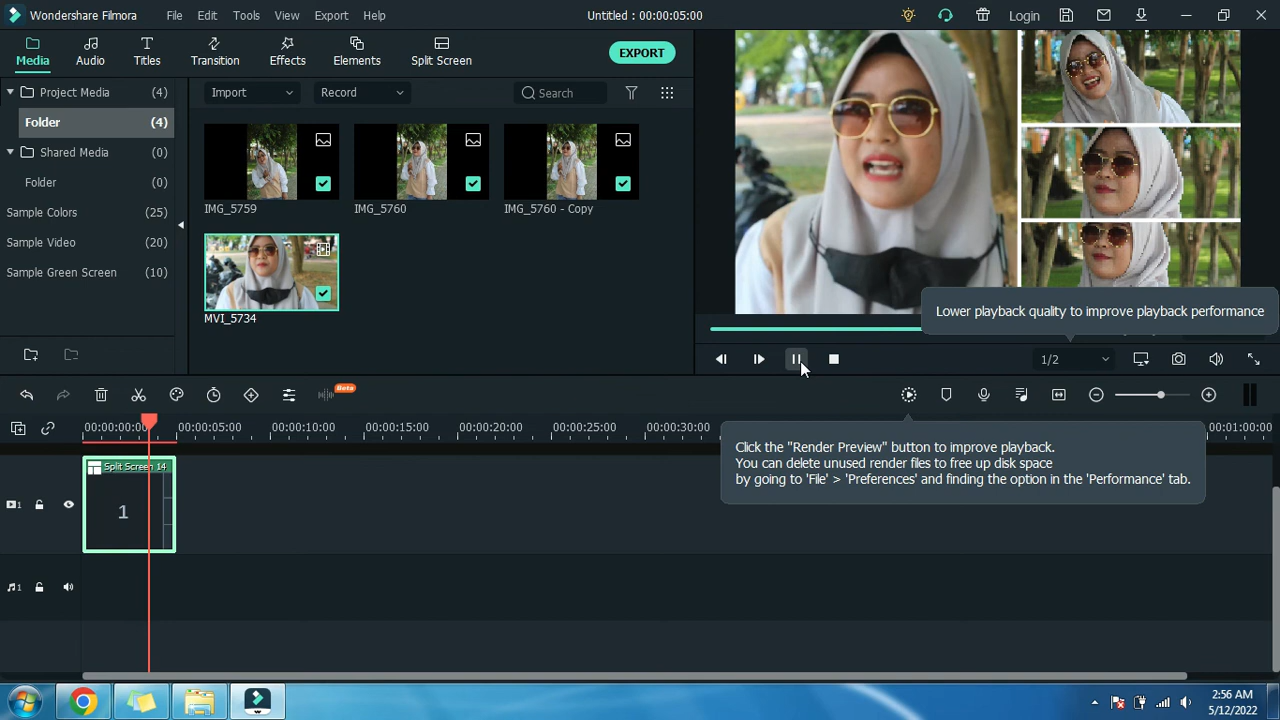 Wondershare Filmora
File
Edit
Tools
View
Export
Help
Untitled : 00:00:05:00
Login
Media
Audio
Titles
Transition
Effects
Elements
Split Screen
EXPORT
Project Media (4)
Folder (4)
Shared Media (0)
Folder (0)
Sample Colors (25)
Sample Video (20)
Sample Green Screen (10)
Import
Record
Search
IMG_5759
IMG_5760
IMG_5760 - Copy
MVI_5734
Lower playback quality to improve playback performance
1/2
Beta
00:00:00:00
00:00:05:00
00:00:10:00
00:00:15:00
00:00:20:00
00:00:25:00
00:00:30:00
00:01:00:00
Click the "Render Preview" button to improve playback.
You can delete unused render files to free up disk space
by going to 'File' > 'Preferences' and finding the option in the 'Performance' tab.
Split Screen 14
1
1
1
2:56 AM
5/12/2022